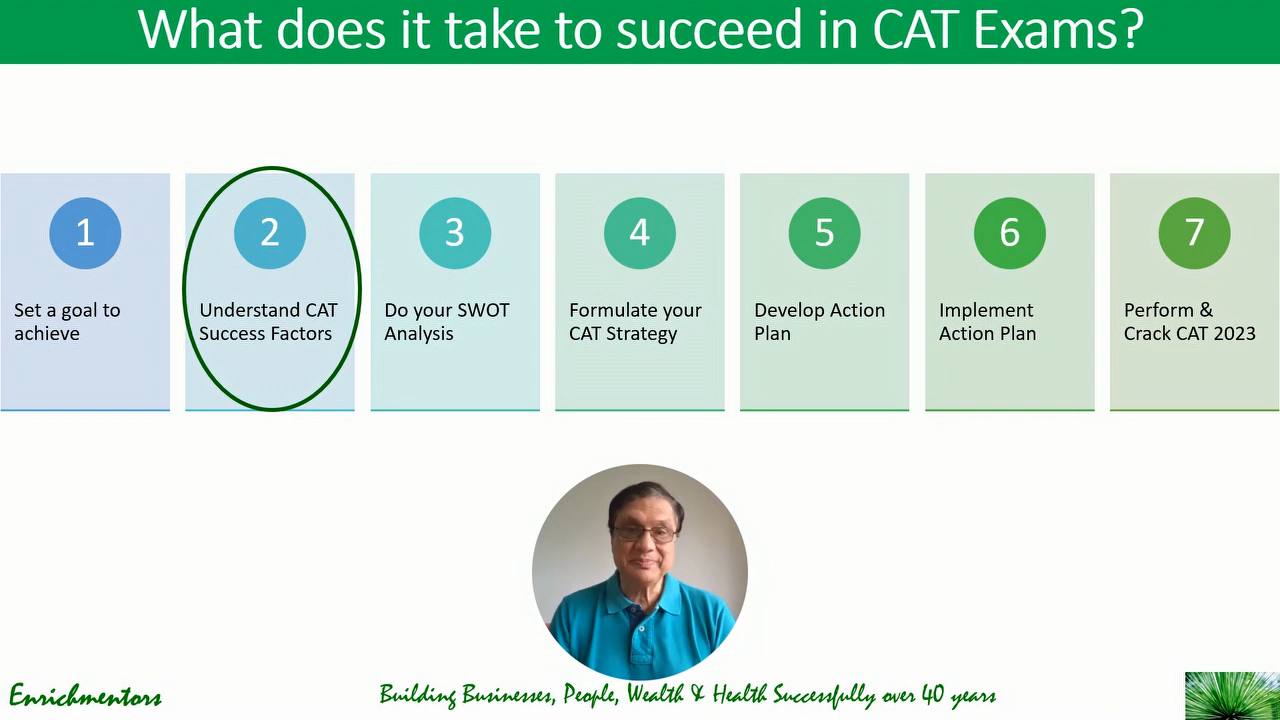 What does it take to succeed in CAT Exams?
1
Set a goal to
achieve
2
Understand CAT
Success Factors
3
Do your SWOT
Analysis
4
Formulate your
CAT Strategy
5
Develop Action
Plan
6
Implement
Action Plan
7
Perform &
Crack CAT 2023
Enrichmentors
Building Businesses, People, Wealth & Health Successfully over 40 years